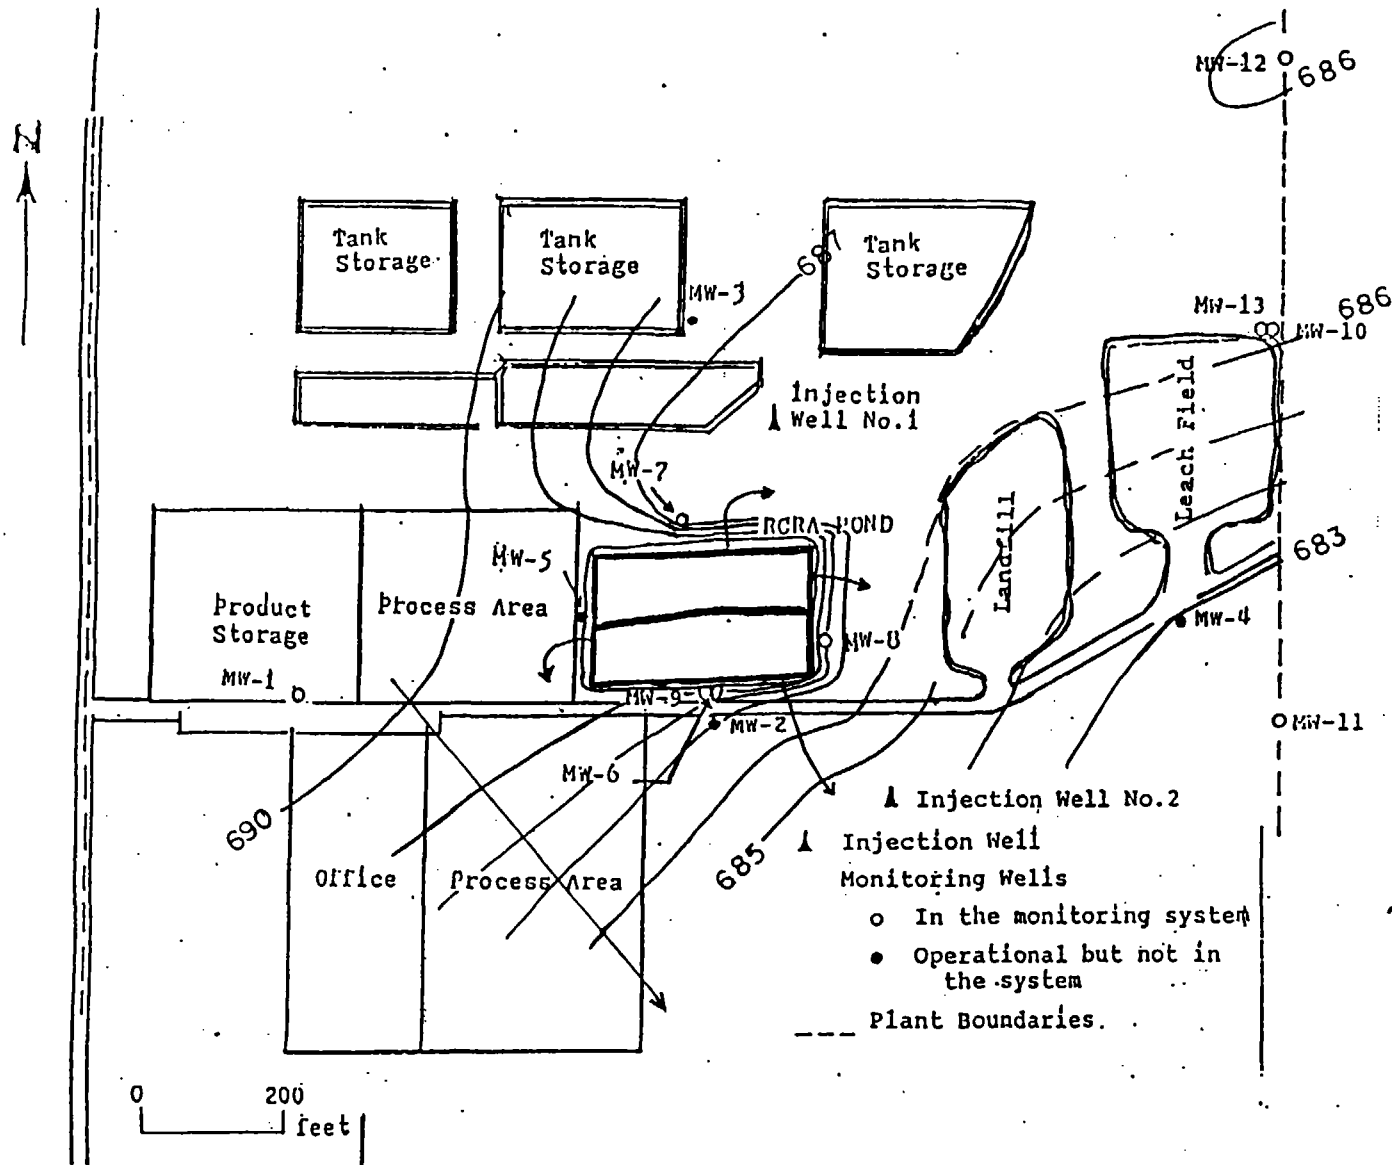 MW-12
686
N
Tank
Storage
Tank
Storage
687
Tank
Storage
MW-3
MW-13
686
MW-10
Injection
Well No.1
Leach Field
MW-7
RCRA POND
Landfill
683
MW-5
Product
Storage
Process Area
MW-8
MW-4
MW-1
MW-9
MW-2
MW-11
MW-6
690
685
Injection Well No.2
Injection Well
Office
Process Area
Monitoring Wells
In the monitoring system
Operational but not in
the system
Plant Boundaries
0 200
feet